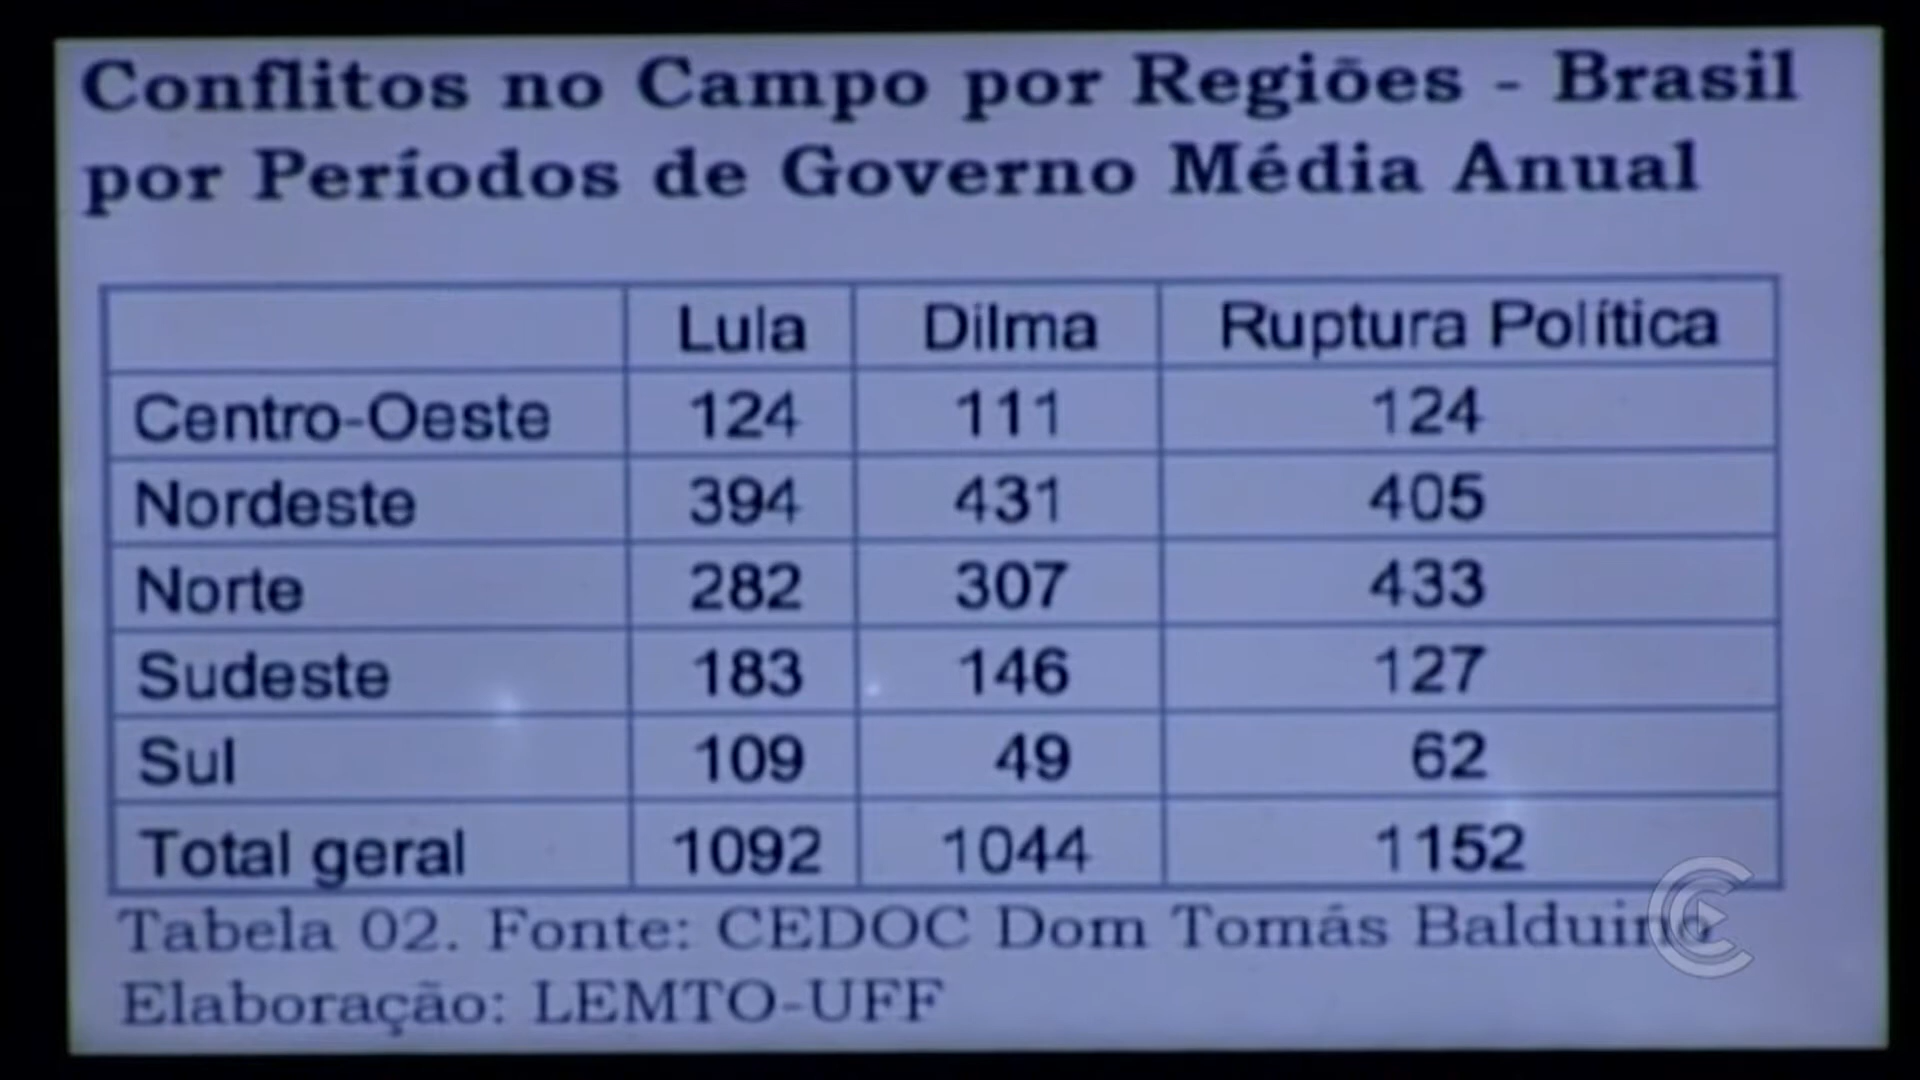 Conflitos no Campo por Regiões - Brasil
por Períodos de Governo Média Anual
Lula Dilma Ruptura Política
Centro-Oeste 124 111 124
Nordeste 394 431 405
Norte 282 307 433
Sudeste 183 146 127
Sul 109 49 62
Total geral 1092 1044 1152
Tabela 02. Fonte: CEDOC Dom Tomás Balduino
Elaboração: LEMTO-UFF